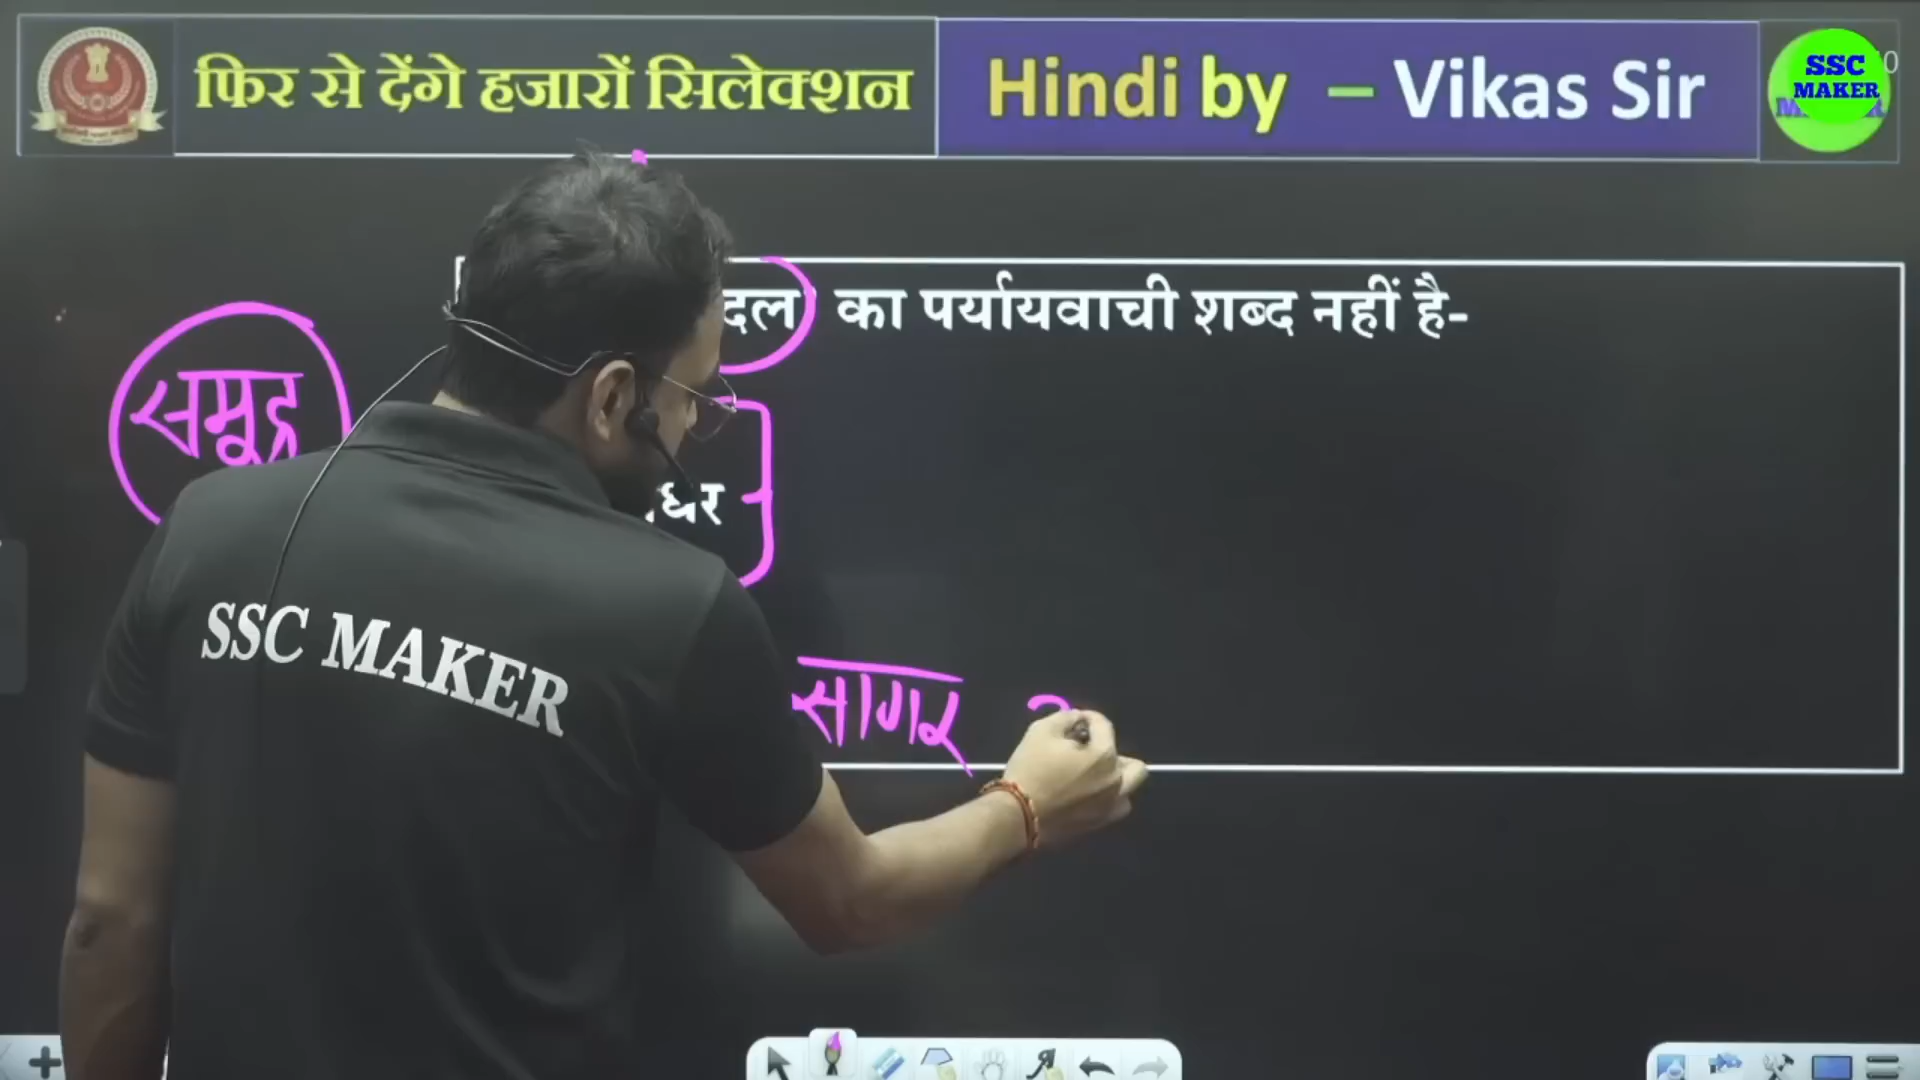 फिर से देंगे हजारों सिलेक्शन
Hindi by – Vikas Sir
SSC
MAKER
दल का पर्यायवाची शब्द नहीं है-
समूह
धर
सागर
SSC MAKER